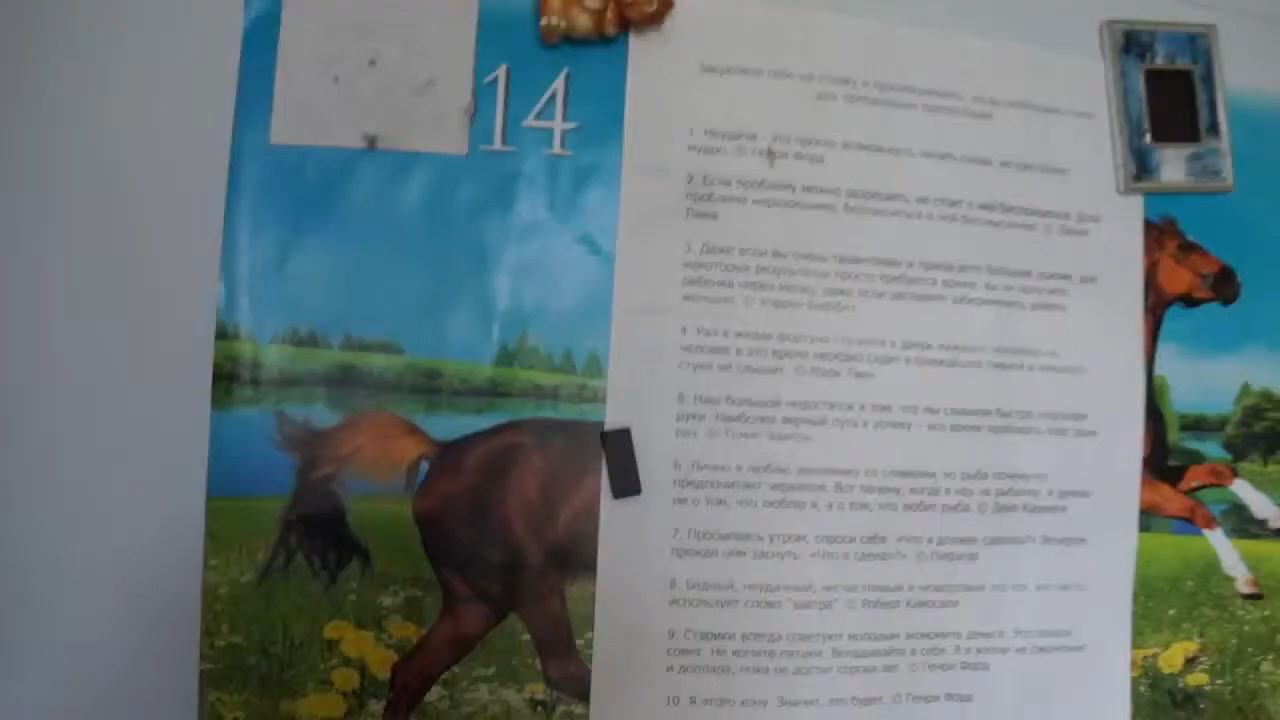 14
1. Неудача - это просто возможность начать снова, но уже более
мудро. © Генри Форд
2. Если проблему можно разрешить, не стоит о ней беспокоиться. Если
проблема неразрешима, беспокоиться о ней бессмысленно. © Далай
Лама
3. Даже если вы очень талантливы и прилагаете большие усилия, для
некоторых результатов просто требуется время: вы не получите
ребенка через месяц, даже если заставите забеременеть девять
женщин. © Уоррен Баффет
4. Раз в жизни фортуна стучится в дверь каждого человека, но
человек в это время нередко сидит в ближайшей пивной и никакого
стука не слышит. © Марк Твен
5. Наш большой недостаток в том, что мы слишком быстро опускаем
руки. Наиболее верный путь к успеху – все время пробовать еще один
раз. © Томас Эдисон
6. Лично я люблю землянику со сливками, но рыба почему-то
предпочитает червяков. Вот почему, когда я иду на рыбалку, я думаю
не о том, что люблю я, а о том, что любит рыба. © Дейл Карнеги
7. Просыпаясь утром, спроси себя: «Что я должен сделать?» Вечером,
прежде чем заснуть: «Что я сделал?». © Пифагор
8. Бедный, неудачный, несчастливый и нездоровый это тот, кто часто
использует слово "завтра". © Роберт Кийосаки
9. Старики всегда советуют молодым экономить деньги. Это плохой
совет. Не копите пятаки. Вкладывайте в себя. Я в жизни не сэкономил
и доллара, пока не достиг сорока лет. © Генри Форд
10. Я этого хочу. Значит, это будет. © Генри Форд